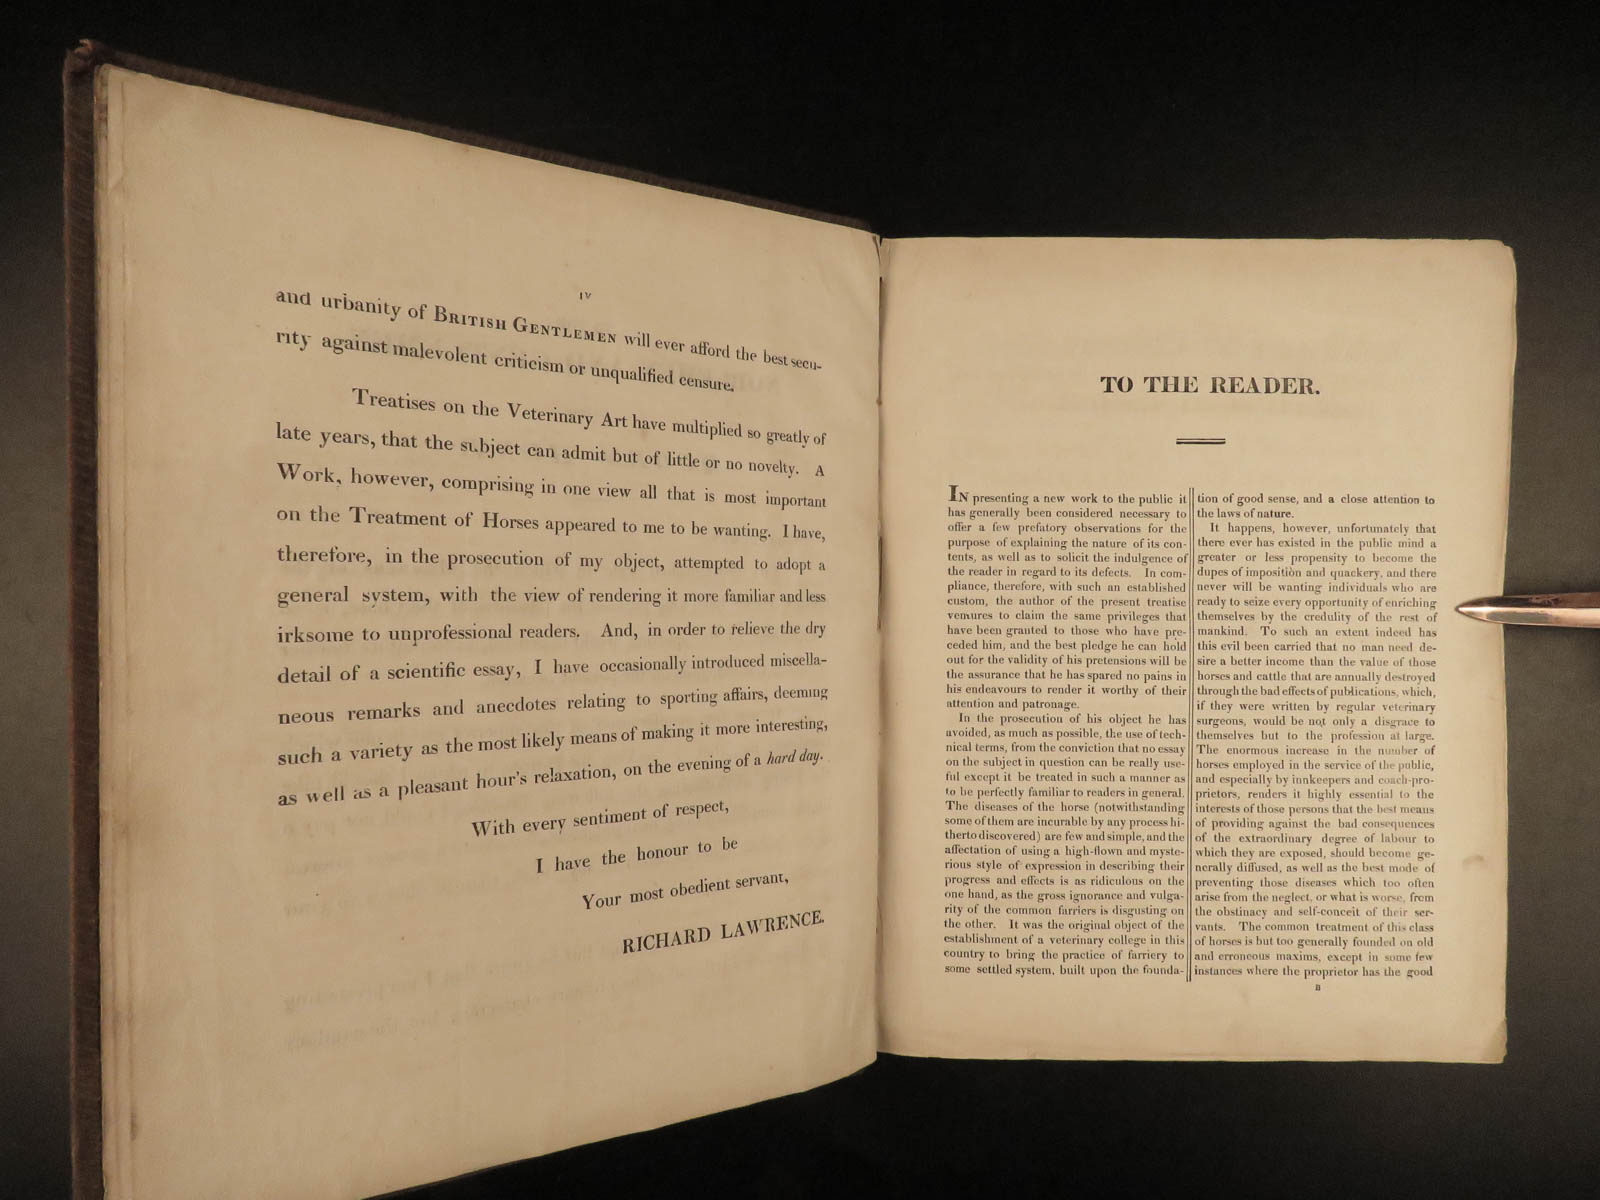 IV
and urbanity of BRITISH GENTLEMEN will ever afford the best secu-
rity against malevolent criticism or unqualified censure.
Treatises on the Veterinary Art have multiplied so greatly of
late years, that the subject can admit but of little or no novelty. A
Work, however, comprising in one view all that is most important
on the Treatment of Horses appeared to me to be wanting. I have,
therefore, in the prosecution of my object, attempted to adopt a
general system, with the view of rendering it more familiar and less
irksome to unprofessional readers. And, in order to relieve the dry
detail of a scientific essay, I have occasionally introduced miscella-
neous remarks and anecdotes relating to sporting affairs, deeming
such a variety as the most likely means of making it more interesting,
as well as a pleasant hour's relaxation, on the evening of a hard day.
With every sentiment of respect,
I have the honour to be
Your most obedient servant,
RICHARD LAWRENCE.
TO THE READER.
IN presenting a new work to the public it
has generally been considered necessary to
offer a few prefatory observations for the
purpose of explaining the nature of its con-
tents, as well as to solicit the indulgence of
the reader in regard to its defects. In com-
pliance, therefore, with such an established
custom, the author of the present treatise
ventures to claim the same privileges that
have been granted to those who have pre-
ceded him, and the best pledge he can hold
out for the validity of his pretensions will be
the assurance that he has spared no pains in
his endeavours to render it worthy of their
attention and patronage.
In the prosecution of his object he has
avoided, as much as possible, the use of tech-
nical terms, from the conviction that no essay
on the subject in question can be really use-
ful except it be treated in such a manner as
to be perfectly familiar to readers in general.
The diseases of the horse (notwithstanding
some of them are incurable by any process hi-
therto discovered) are few and simple, and the
affectation of using a high-flown and myste-
rious style of expression in describing their
progress and effects is as ridiculous on the
one hand, as the gross ignorance and vulga-
rity of the common farriers is disgusting on
the other. It was the original object of the
establishment of a veterinary college in this
country to bring the practice of farriery to
some settled system, built upon the founda-
tion of good sense, and a close attention to
the laws of nature.
It happens, however, unfortunately that
there ever has existed in the public mind a
greater or less propensity to become the
dupes of imposition and quackery, and there
never will be wanting individuals who are
ready to seize every opportunity of enriching
themselves by the credulity of the rest of
mankind. To such an extent indeed has
this evil been carried that no man need de-
sire a better income than the value of those
horses and cattle that are annually destroyed
through the bad effects of publications, which,
if they were written by regular veterinary
surgeons, would be not only a disgrace to
themselves but to the profession at large.
The enormous increase in the number of
horses employed in the service of the public,
and especially by innkeepers and coach-pro-
prietors, renders it highly essential to the
interests of those persons that the best means
of providing against the bad consequences
of the extraordinary degree of labour to
which they are exposed, should become ge-
nerally diffused, as well as the best mode of
preventing those diseases which too often
arise from the neglect, or what is worse, from
the obstinacy and self-conceit of their ser-
vants. The common treatment of this class
of horses is but too generally founded on old
and erroneous maxims, except in some few
instances where the proprietor has the good
B